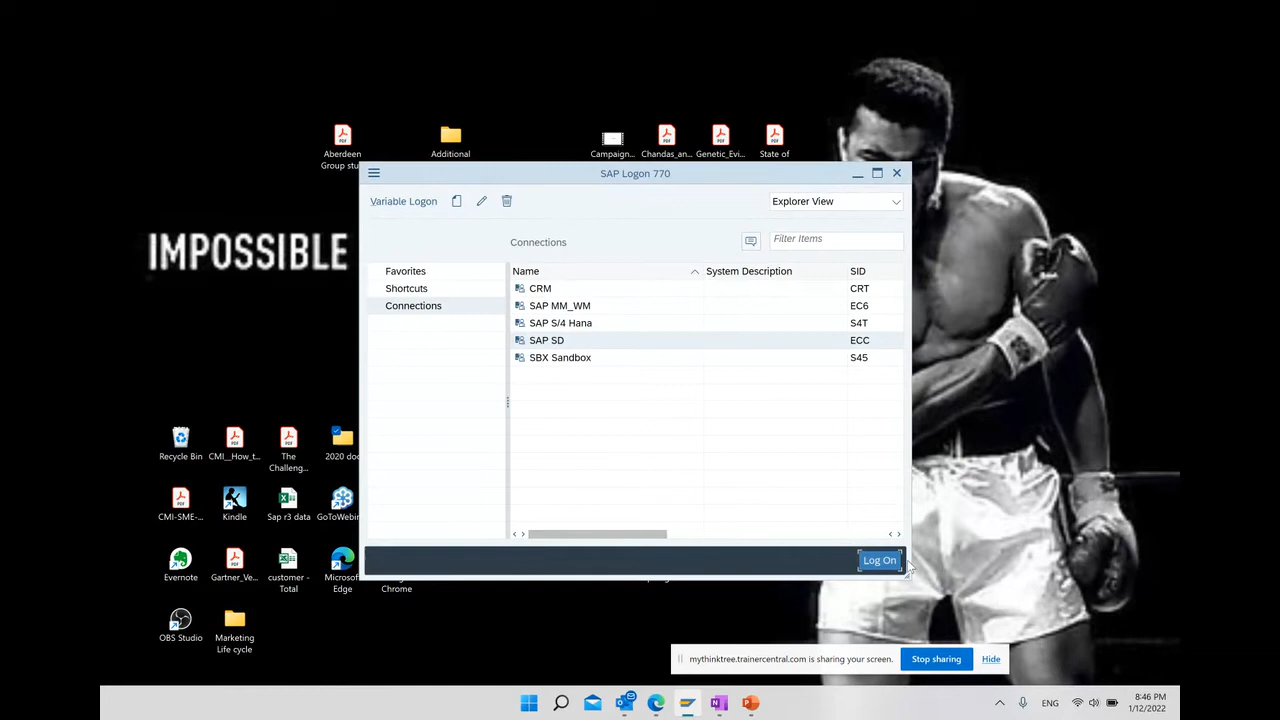 Aberdeen
Group stu...
Additional
Campaign...
Chandas_an...
Genetic_Evi...
State of
SAP Logon 770
Variable Logon
Explorer View
Connections
Filter Items
Favorites
Shortcuts
Connections
Name
System Description
SID
CRM
CRT
SAP MM_WM
EC6
SAP S/4 Hana
S4T
SAP SD
ECC
SBX Sandbox
S45
IMPOSSIBLE
Recycle Bin
CMI__How_t...
The
Challeng...
2020 doc
CMI-SME-...
Kindle
Sap r3 data
GoToWebin
Evernote
Gartner_Ve...
customer -
Total
Microsoft
Edge
Chrome
OBS Studio
Marketing
Life cycle
Log On
mythinktree.trainercentral.com is sharing your screen.
Stop sharing
Hide
ENG
8:46 PM
1/12/2022